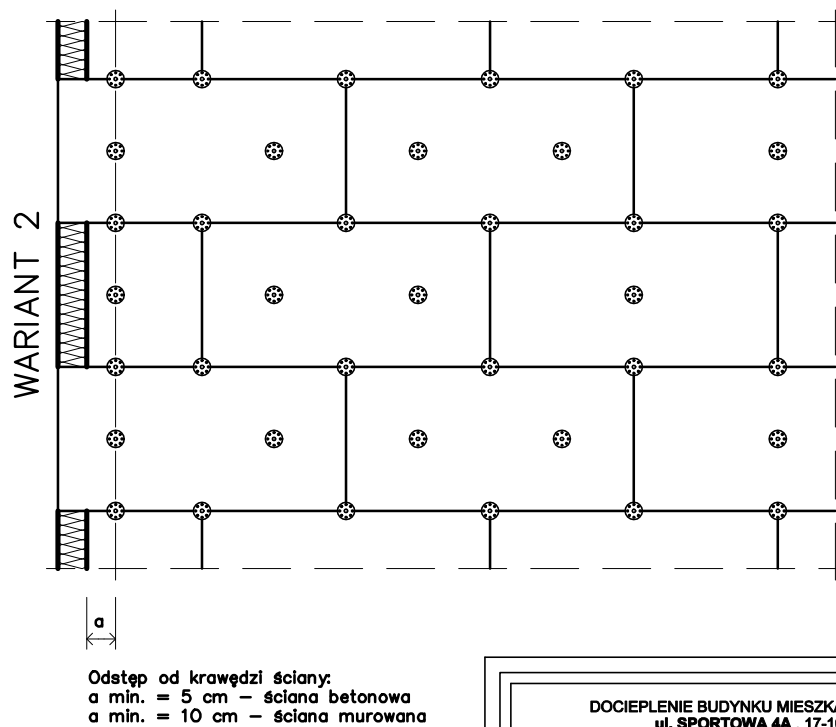 WARIANT 2
a
Odstęp od krawędzi ściany:
a min. = 5 cm – ściana betonowa
a min. = 10 cm – ściana murowana
DOCIEPLENIE BUDYNKU
ul. SPORTOWA 4A